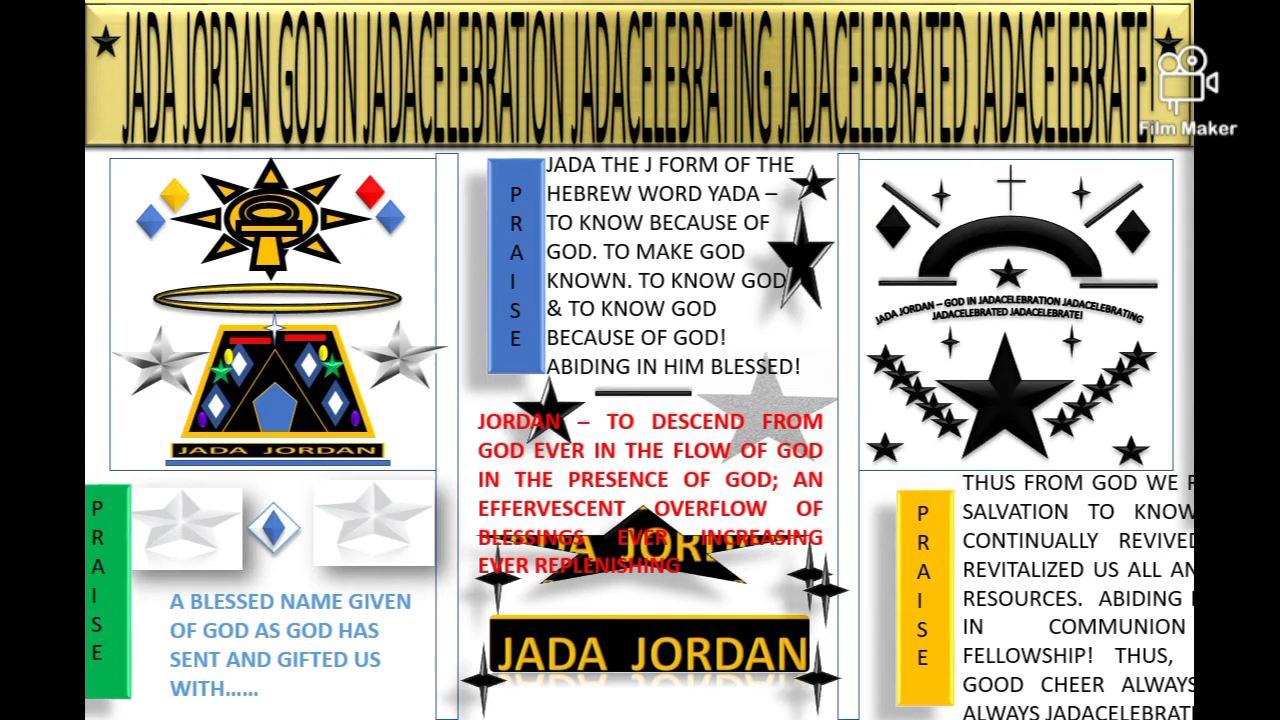 JADA JORDAN GOD IN JADACELEBRATION JADACELEBRATING JADACELEBRATED JADACELEBRATE!
Film Maker
JADA JORDAN
PRAISE
A BLESSED NAME GIVEN
OF GOD AS GOD HAS
SENT AND GIFTED US
WITH......
PRAISE
JADA THE J FORM OF THE
HEBREW WORD YADA –
TO KNOW BECAUSE OF
GOD. TO MAKE GOD
KNOWN. TO KNOW GOD
& TO KNOW GOD
BECAUSE OF GOD!
ABIDING IN HIM BLESSED!
JORDAN – TO DESCEND FROM
GOD EVER IN THE FLOW OF GOD
IN THE PRESENCE OF GOD; AN
EFFERVESCENT OVERFLOW OF
BLESSINGS EVER INCREASING
EVER REPLENISHING
JADA JORDAN
JADA JORDAN – GOD IN JADACELEBRATION JADACELEBRATING
JADACELEBRATED JADACELEBRATE!
PRAISE
THUS FROM GOD WE
SALVATION TO KNOW
CONTINUALLY REVIVED
REVITALIZED US ALL
RESOURCES. ABIDING
IN COMMUNION
FELLOWSHIP! THUS,
GOOD CHEER ALWAYS
ALWAYS